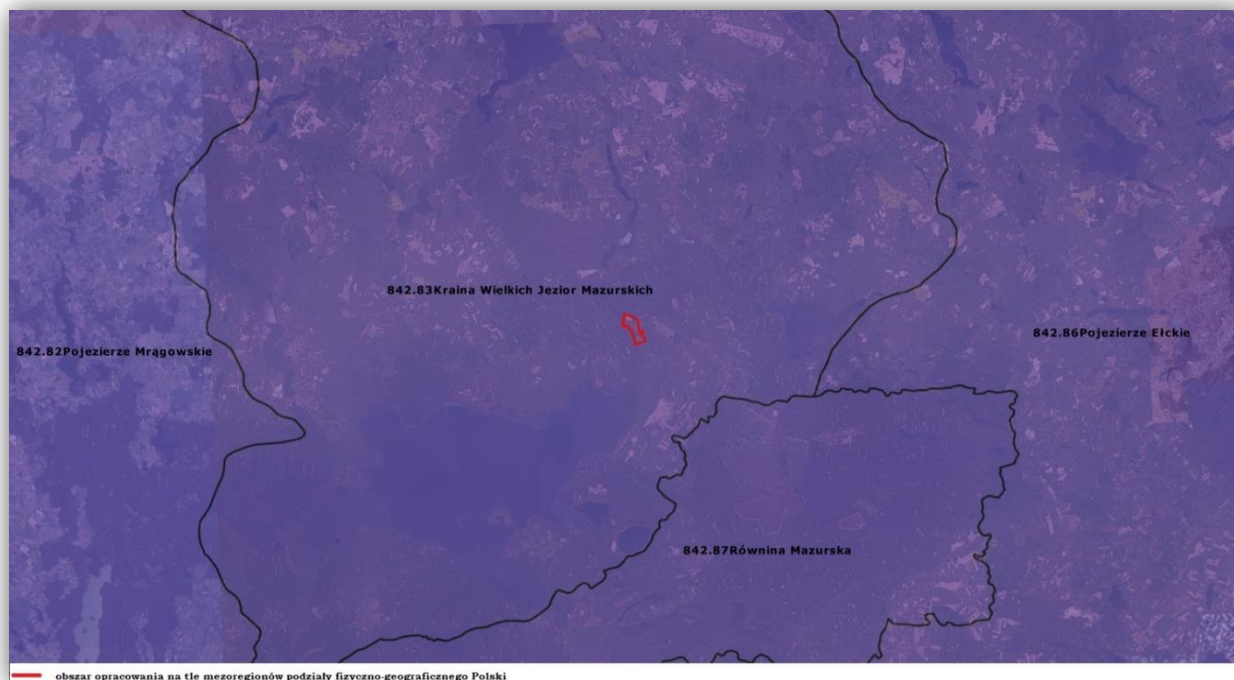 842.83Kraina Wielkich Jezior Mazurskich
842.86Pojezierze Ełckie
842.82Pojezierze Mrągowskie
842.87Równina Mazurska
obszar opracowania na tle mezoregionów podziały fizyczno-geograficznego Polski